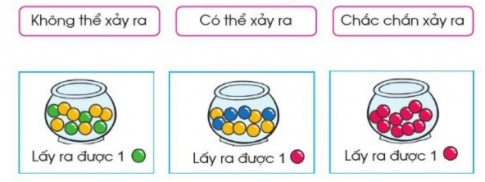 Không thể xảy ra
Có thể xảy ra
Chắc chắn xảy ra
Lấy ra được 1
Lấy ra được 1
Lấy ra được 1